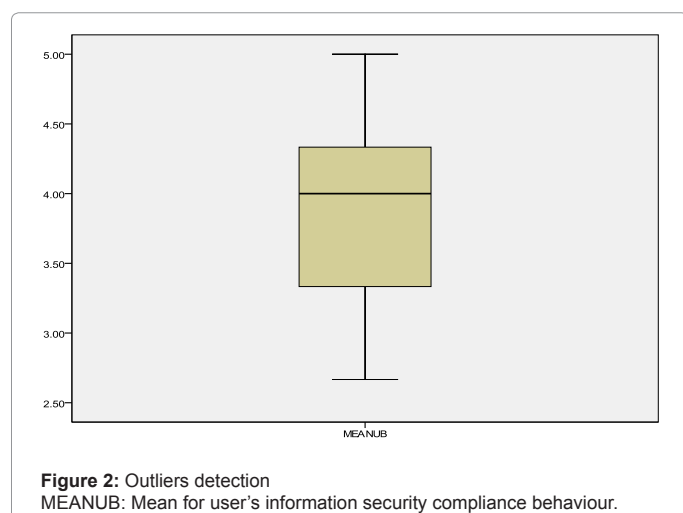 5.00
4.50
4.00
3.50
3.00
2.50
MEANUB
Figure 2: Outliers detection
MEANUB: Mean for user's information security compliance behaviour.